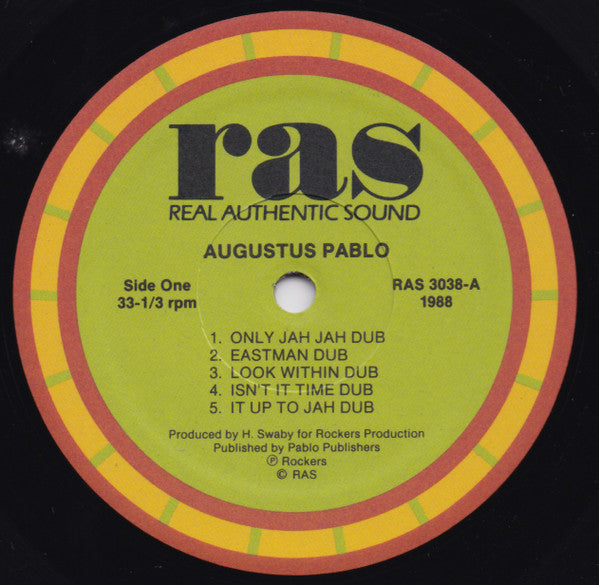 ras
REAL AUTHENTIC SOUND
AUGUSTUS PABLO
Side One
33-1/3 rpm
RAS 3038-A
1988
1. ONLY JAH JAH DUB
2. EASTMAN DUB
3. LOOK WITHIN DUB
4. ISN'T IT TIME DUB
5. IT UP TO JAH DUB
Produced by H. Swaby for Rockers Production
Published by Pablo Publishers
℗ Rockers
© RAS